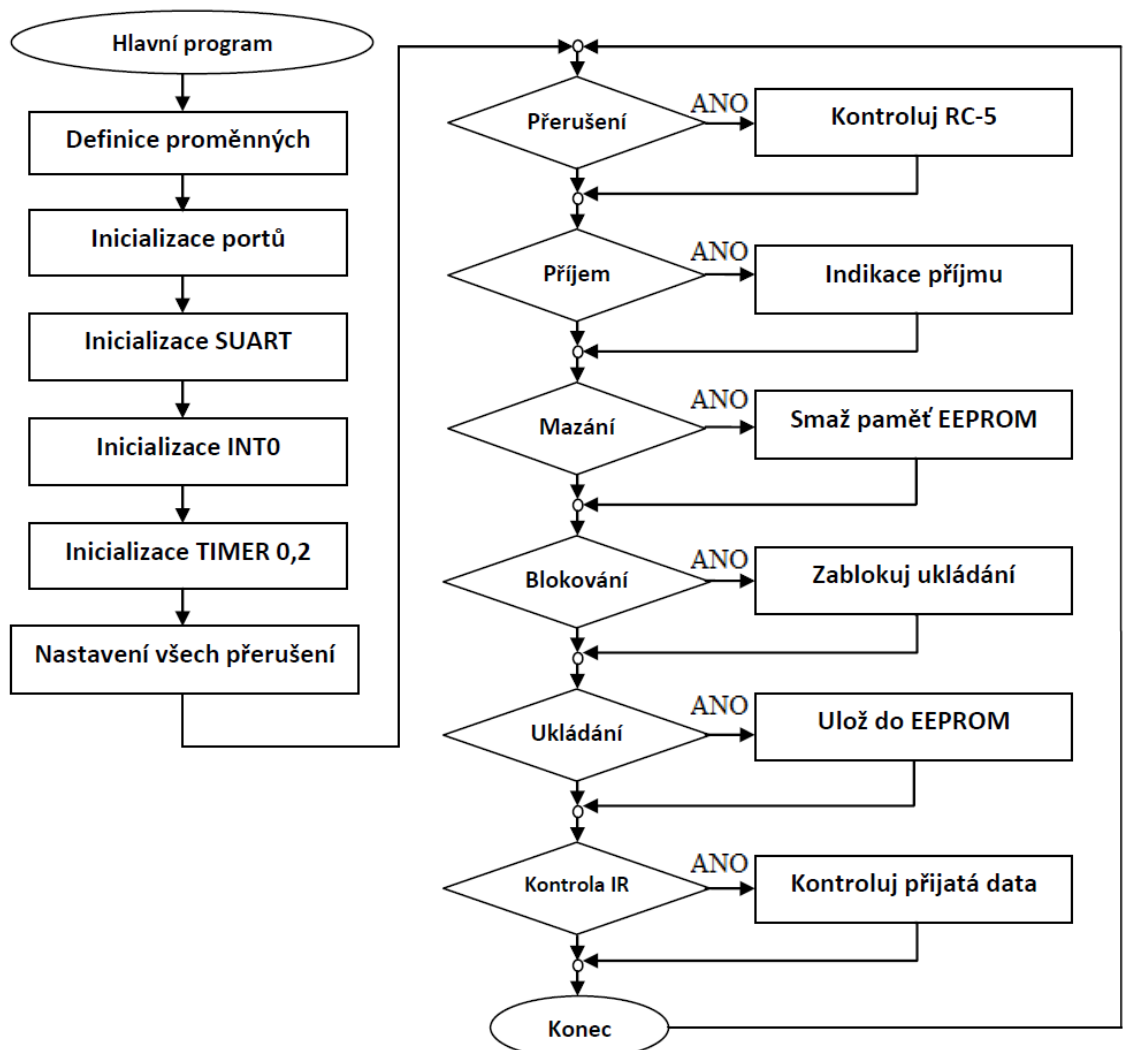 Hlavní program
Definice proměnných
Inicializace portů
Inicializace SUART
Inicializace INT0
Inicializace TIMER 0,2
Nastavení všech přerušení
Přerušení
ANO
Kontroluj RC-5
Příjem
ANO
Indikace příjmu
Mazání
ANO
Smaž paměť EEPROM
Blokování
ANO
Zablokuj ukládání
Ukládání
ANO
Ulož do EEPROM
Kontrola IR
ANO
Kontroluj přijatá data
Konec